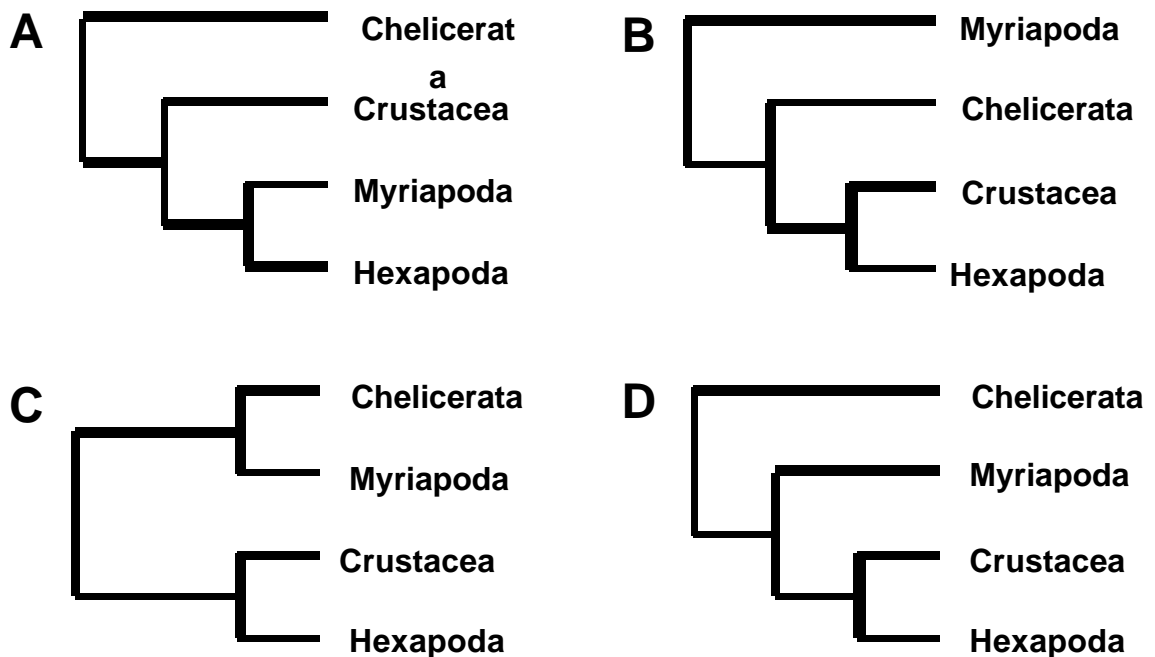 A
Chelicerat
a
Crustacea
Myriapoda
Hexapoda
B
Myriapoda
Chelicerata
Crustacea
Hexapoda
C
Chelicerata
Myriapoda
Crustacea
Hexapoda
D
Chelicerata
Myriapoda
Crustacea
Hexapoda